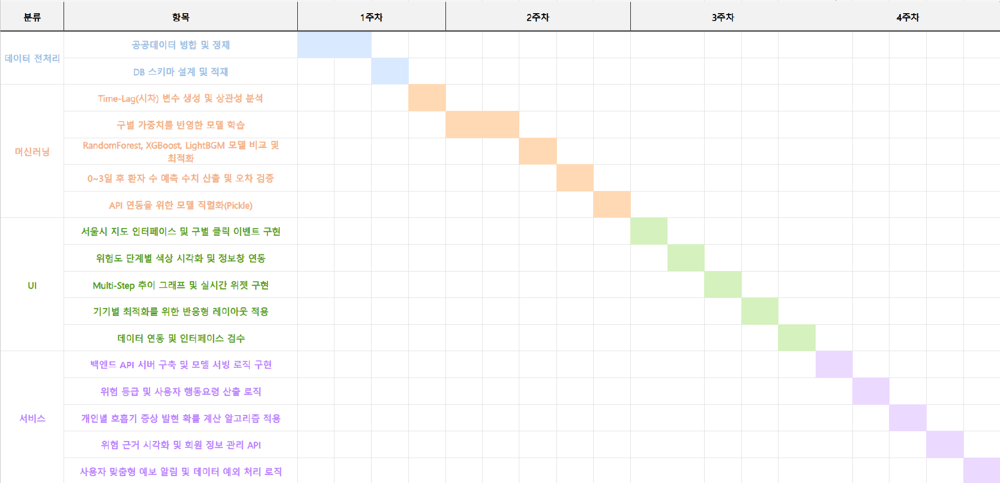 분류 항목 1주차 2주차 3주차 4주차
데이터 전처리
공공데이터 병합 및 정제
DB 스키마 설계 및 적재
머신러닝
Time-Lag(시차) 변수 생성 및 상관성 분석
구별 가중치를 반영한 모델 학습
RandomForest, XGBoost, LightBGM 모델 비교 및
최적화
0~3일 후 환자 수 예측 수치 산출 및 오차 검증
API 연동을 위한 모델 직렬화(Pickle)
UI
서울시 지도 인터페이스 및 구별 클릭 이벤트 구현
위험도 단계별 색상 시각화 및 정보창 연동
Multi-Step 추이 그래프 및 실시간 위젯 구현
기기별 최적화를 위한 반응형 레이아웃 적용
데이터 연동 및 인터페이스 검수
서비스
백엔드 API 서버 구축 및 모델 서빙 로직 구현
위험 등급 및 사용자 행동요령 산출 로직
개인별 호흡기 증상 발현 확률 계산 알고리즘 적용
위험 근거 시각화 및 회원 정보 관리 API
사용자 맞춤형 예보 알림 및 데이터 예외 처리 로직